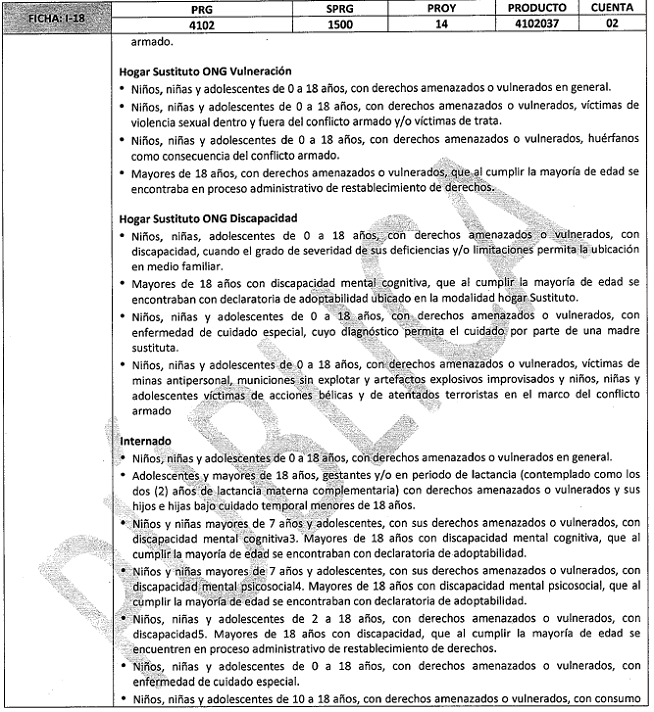 FICHA: I-18 PRG SPRG PROY PRODUCTO CUENTA
4102 1500 14 4102037 02
armado.
Hogar Sustituto ONG Vulneración
• Niños, niñas y adolescentes de 0 a 18 años, con derechos amenazados o vulnerados en general.
• Niños, niñas y adolescentes de 0 a 18 años, con derechos amenazados o vulnerados, víctimas de
violencia sexual dentro y fuera del conflicto armado y/o víctimas de trata.
• Niños, niñas y adolescentes de 0 a 18 años, con derechos amenazados o vulnerados, huérfanos
como consecuencia del conflicto armado.
• Mayores de 18 años, con derechos amenazados o vulnerados, que al cumplir la mayoría de edad se
encontraba en proceso administrativo de restablecimiento de derechos.
Hogar Sustituto ONG Discapacidad
• Niños, niñas, adolescentes de 0 a 18 años, con derechos amenazados o vulnerados, con
discapacidad, cuando el grado de severidad de sus deficiencias y/o limitaciones permita la ubicación
en medio familiar.
• Mayores de 18 años con discapacidad mental cognitiva, que al cumplir la mayoría de edad se
encontraban con declaratoria de adoptabilidad ubicado en la modalidad hogar Sustituto.
• Niños, niñas y adolescentes de 0 a 18 años, con derechos amenazados o vulnerados, con
enfermedad de cuidado especial, cuyo diagnóstico permita el cuidado por parte de una madre
sustituta.
• Niños, niñas y adolescentes de 0 a 18 años, con derechos amenazados o vulnerados, víctimas de
minas antipersonal, municiones sin explotar y artefactos explosivos improvisados y niños, niñas y
adolescentes víctimas de acciones bélicas y de atentados terroristas en el marco del conflicto
armado
Internado
• Niños, niñas y adolescentes de 0 a 18 años, con derechos amenazados o vulnerados en general.
• Adolescentes y mayores de 18 años, gestantes y/o en periodo de lactancia (contemplado como los
dos (2) años de lactancia materna complementaria) con derechos amenazados o vulnerados y sus
hijos e hijas bajo cuidado temporal menores de 18 años.
• Niños y niñas mayores de 7 años y adolescentes, con sus derechos amenazados o vulnerados, con
discapacidad mental cognitiva3. Mayores de 18 años con discapacidad mental cognitiva, que al
cumplir la mayoría de edad se encontraban con declaratoria de adoptabilidad.
• Niños y niñas mayores de 7 años y adolescentes, con sus derechos amenazados o vulnerados, con
discapacidad mental psicosocial4. Mayores de 18 años con discapacidad mental psicosocial, que al
cumplir la mayoría de edad se encontraban con declaratoria de adoptabilidad.
• Niños, niñas y adolescentes de 2 a 18 años, con derechos amenazados o vulnerados, con
discapacidad5. Mayores de 18 años con discapacidad, que al cumplir la mayoría de edad se
encuentren en proceso administrativo de restablecimiento de derechos.
• Niños, niñas y adolescentes de 0 a 18 años, con derechos amenazados o vulnerados, con
enfermedad de cuidado especial.
• Niños, niñas y adolescentes de 10 a 18 años, con derechos amenazados o vulnerados, con consumo
PÚBLICA